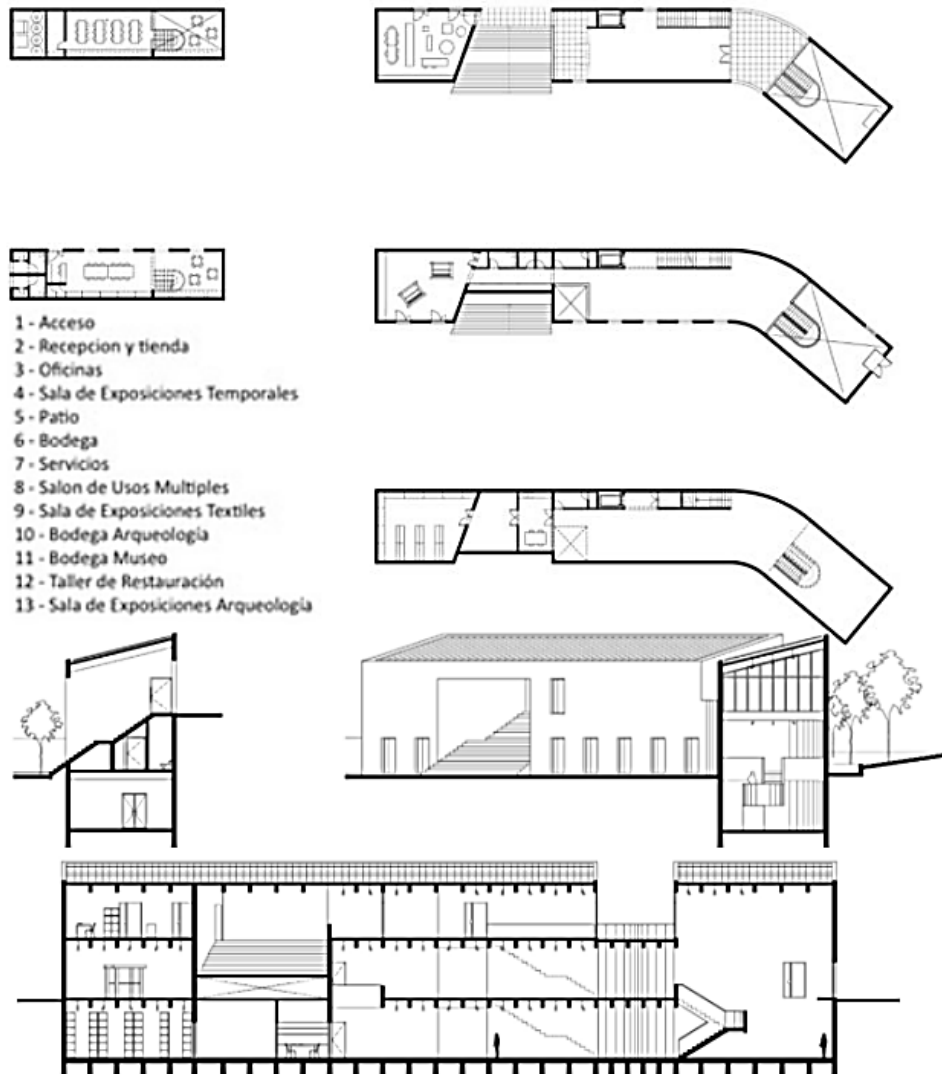 1 - Acceso
2 - Recepcion y tienda
3 - Oficinas
4 - Sala de Exposiciones Temporales
5 - Patio
6 - Bodega
7 - Servicios
8 - Salon de Usos Multiples
9 - Sala de Exposiciones Textiles
10 - Bodega Arqueología
11 - Bodega Museo
12 - Taller de Restauración
13 - Sala de Exposiciones Arqueología